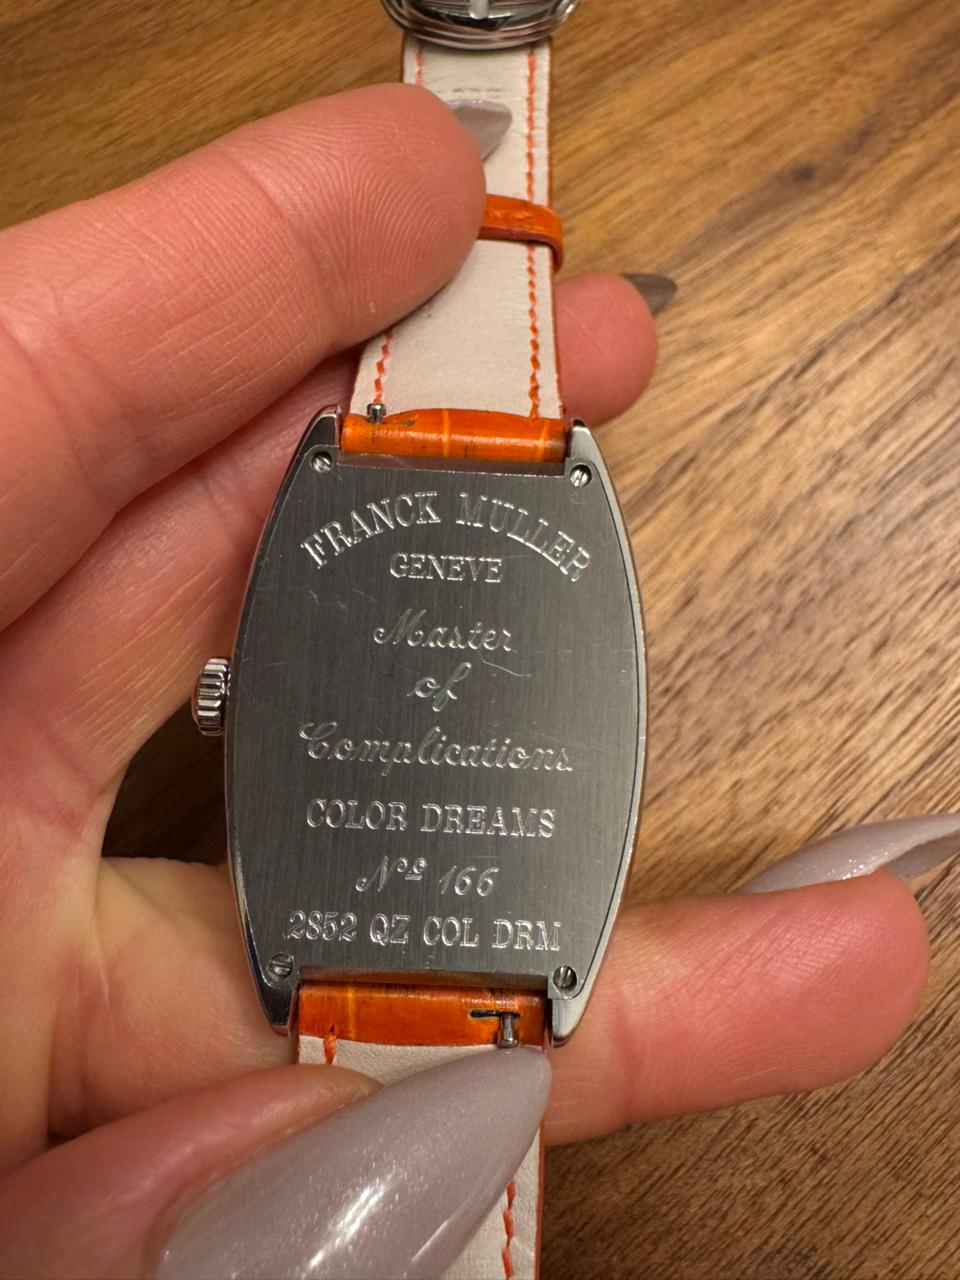 FRANCK MULLER
GENEVE
Master
of
Complications
COLOR DREAMS
Nº 166
2852 QZ COL DRM